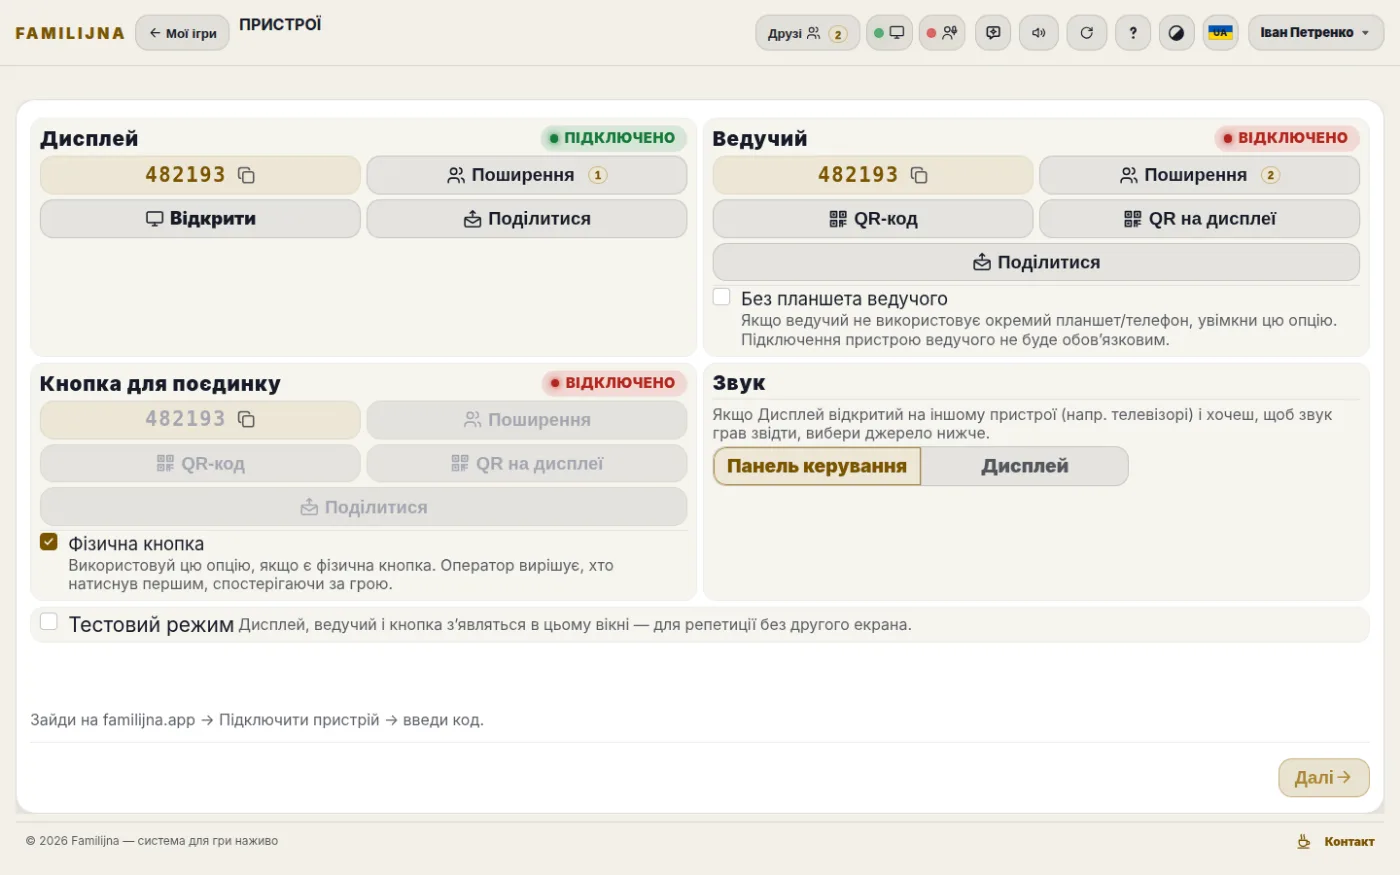 FAMILIJNA
← Мої ігри
ПРИСТРОЇ
Друзі 2
?
UA
Іван Петренко
Дисплей
ПІДКЛЮЧЕНО
482193
Поширення 1
Відкрити
Поділитися
Ведучий
ВІДКЛЮЧЕНО
482193
Поширення 2
QR-код
QR на дисплеї
Поділитися
Без планшета ведучого
Якщо ведучий не використовує окремий планшет/телефон, увімкни цю опцію.
Підключення пристрою ведучого не буде обов’язковим.
Кнопка для поєдинку
ВІДКЛЮЧЕНО
482193
Поширення
QR-код
QR на дисплеї
Поділитися
Фізична кнопка
Використовуй цю опцію, якщо є фізична кнопка. Оператор вирішує, хто
натиснув першим, спостерігаючи за грою.
Звук
Якщо Дисплей відкритий на іншому пристрої (напр. телевізорі) і хочеш, щоб звук
грав звідти, вибери джерело нижче.
Панель керування
Дисплей
Тестовий режим Дисплей, ведучий і кнопка з’являться в цьому вікні — для репетиції без другого екрана.
Зайди на familijna.app → Підключити пристрій → введи код.
Далі →
© 2026 Familijna — система для гри наживо
Контакт